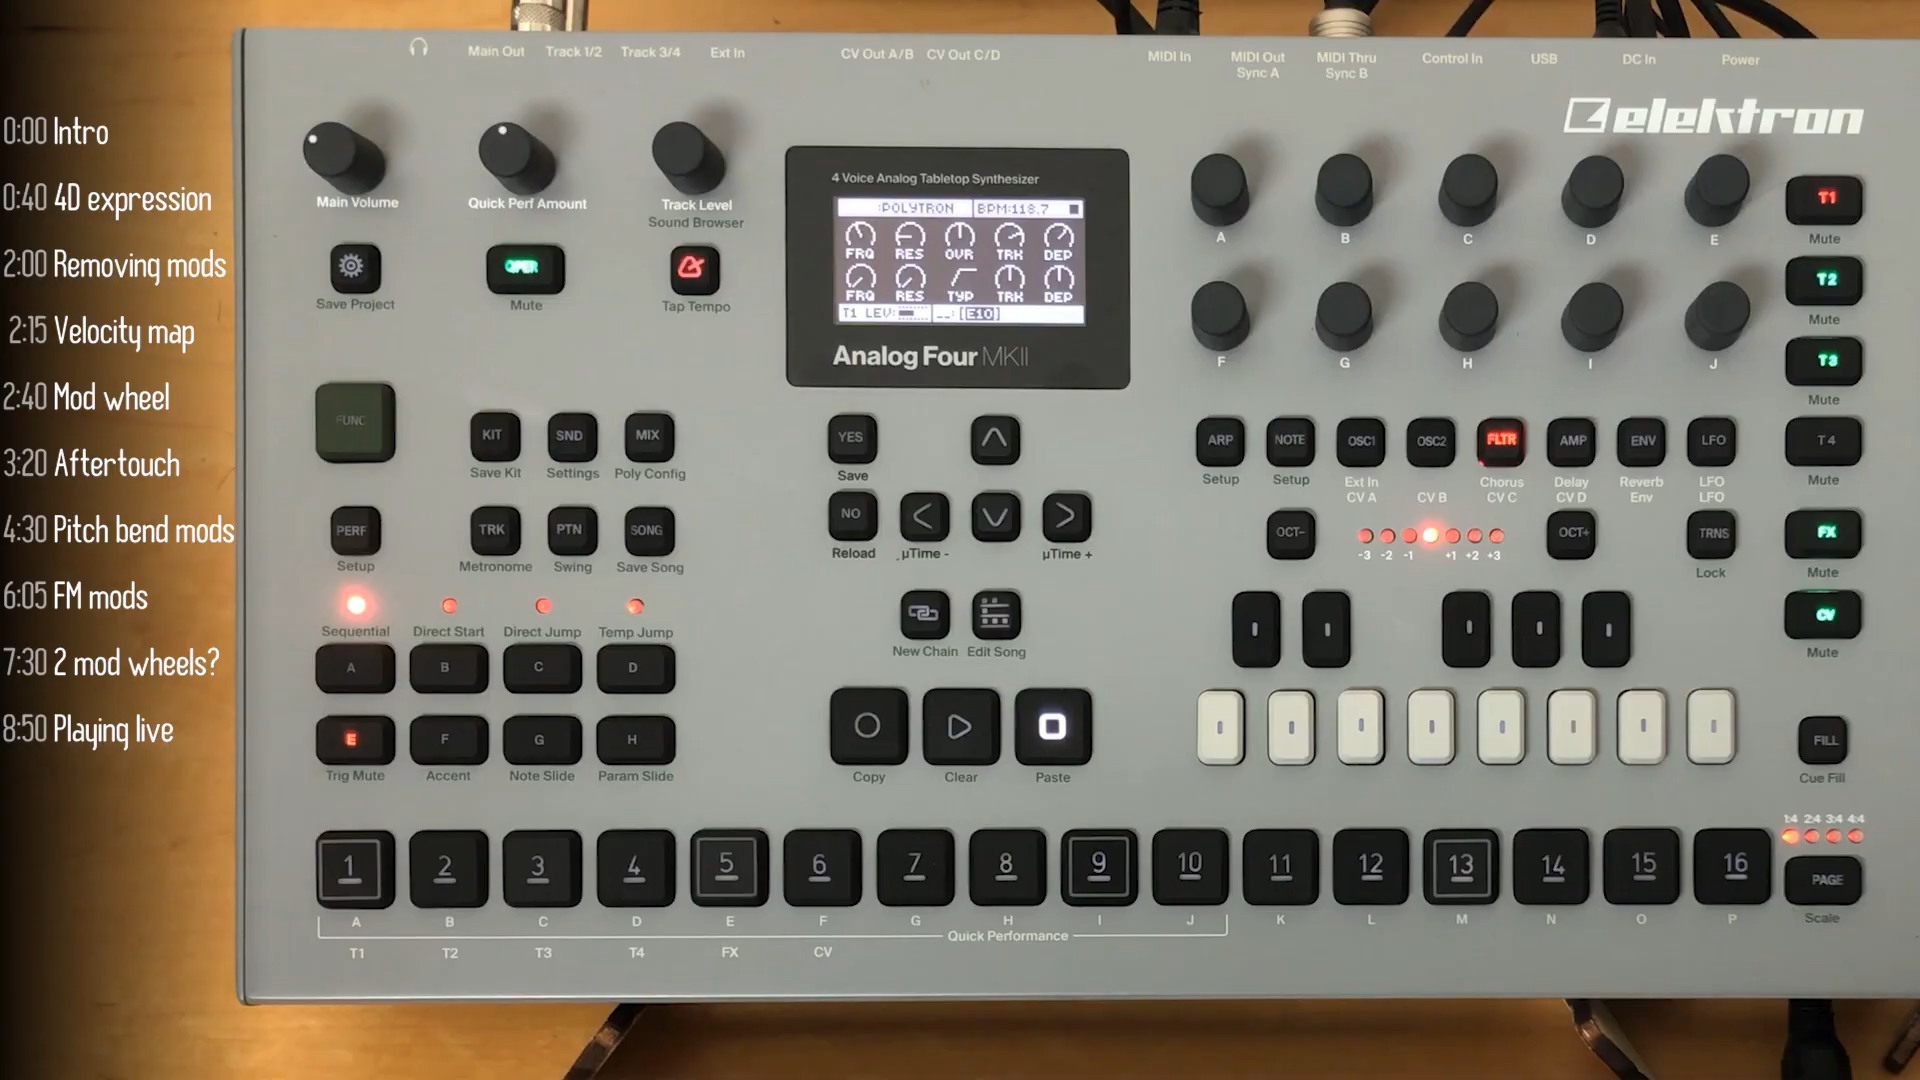 0:00 Intro
0:40 4D expression
2:00 Removing mods
2:15 Velocity map
2:40 Mod wheel
3:20 Aftertouch
4:30 Pitch bend mods
6:05 FM mods
7:30 2 mod wheels?
8:50 Playing live
Main Out Track 1/2 Track 3/4 Ext In CV Out A/B CV Out C/D MIDI In MIDI Out MIDI Thru Control In USB DC In Power
Sync A Sync B
elektron
Main Volume Quick Perf Amount Track Level
Sound Browser
Save Project Mute Tap Tempo
4 Voice Analog Tabletop Synthesizer
:POLYTRON BPM:118.7
FRQ RES OVR TRK DEP
FRQ RES TYP TRK DEP
T1 LEV: __:[E10]
Analog Four MKII
A B C D E
F G H I J
T1
Mute
T2
Mute
T3
Mute
T4
Mute
FX
Mute
CV
Mute
FUNC
KIT SND MIX
Save Kit Settings Poly Config
PERF TRK PTN SONG
Setup Metronome Swing Save Song
YES
Save
NO
Reload µTime - µTime +
ARP NOTE OSC1 OSC2 FLTR AMP ENV LFO
Setup Setup Ext In Chorus Delay Reverb LFO
CV A CV B CV C CV D Env LFO
OCT- OCT+ TRNS
-3 -2 -1 +1 +2 +3
Lock
Sequential Direct Start Direct Jump Temp Jump
A B C D
E F G H
Trig Mute Accent Note Slide Param Slide
New Chain Edit Song
Copy Clear Paste
FILL
Cue Fill
1:4 2:4 3:4 4:4
PAGE
Scale
1 2 3 4 5 6 7 8 9 10 11 12 13 14 15 16
A B C D E F G H I J K L M N O P
Quick Performance
T1 T2 T3 T4 FX CV